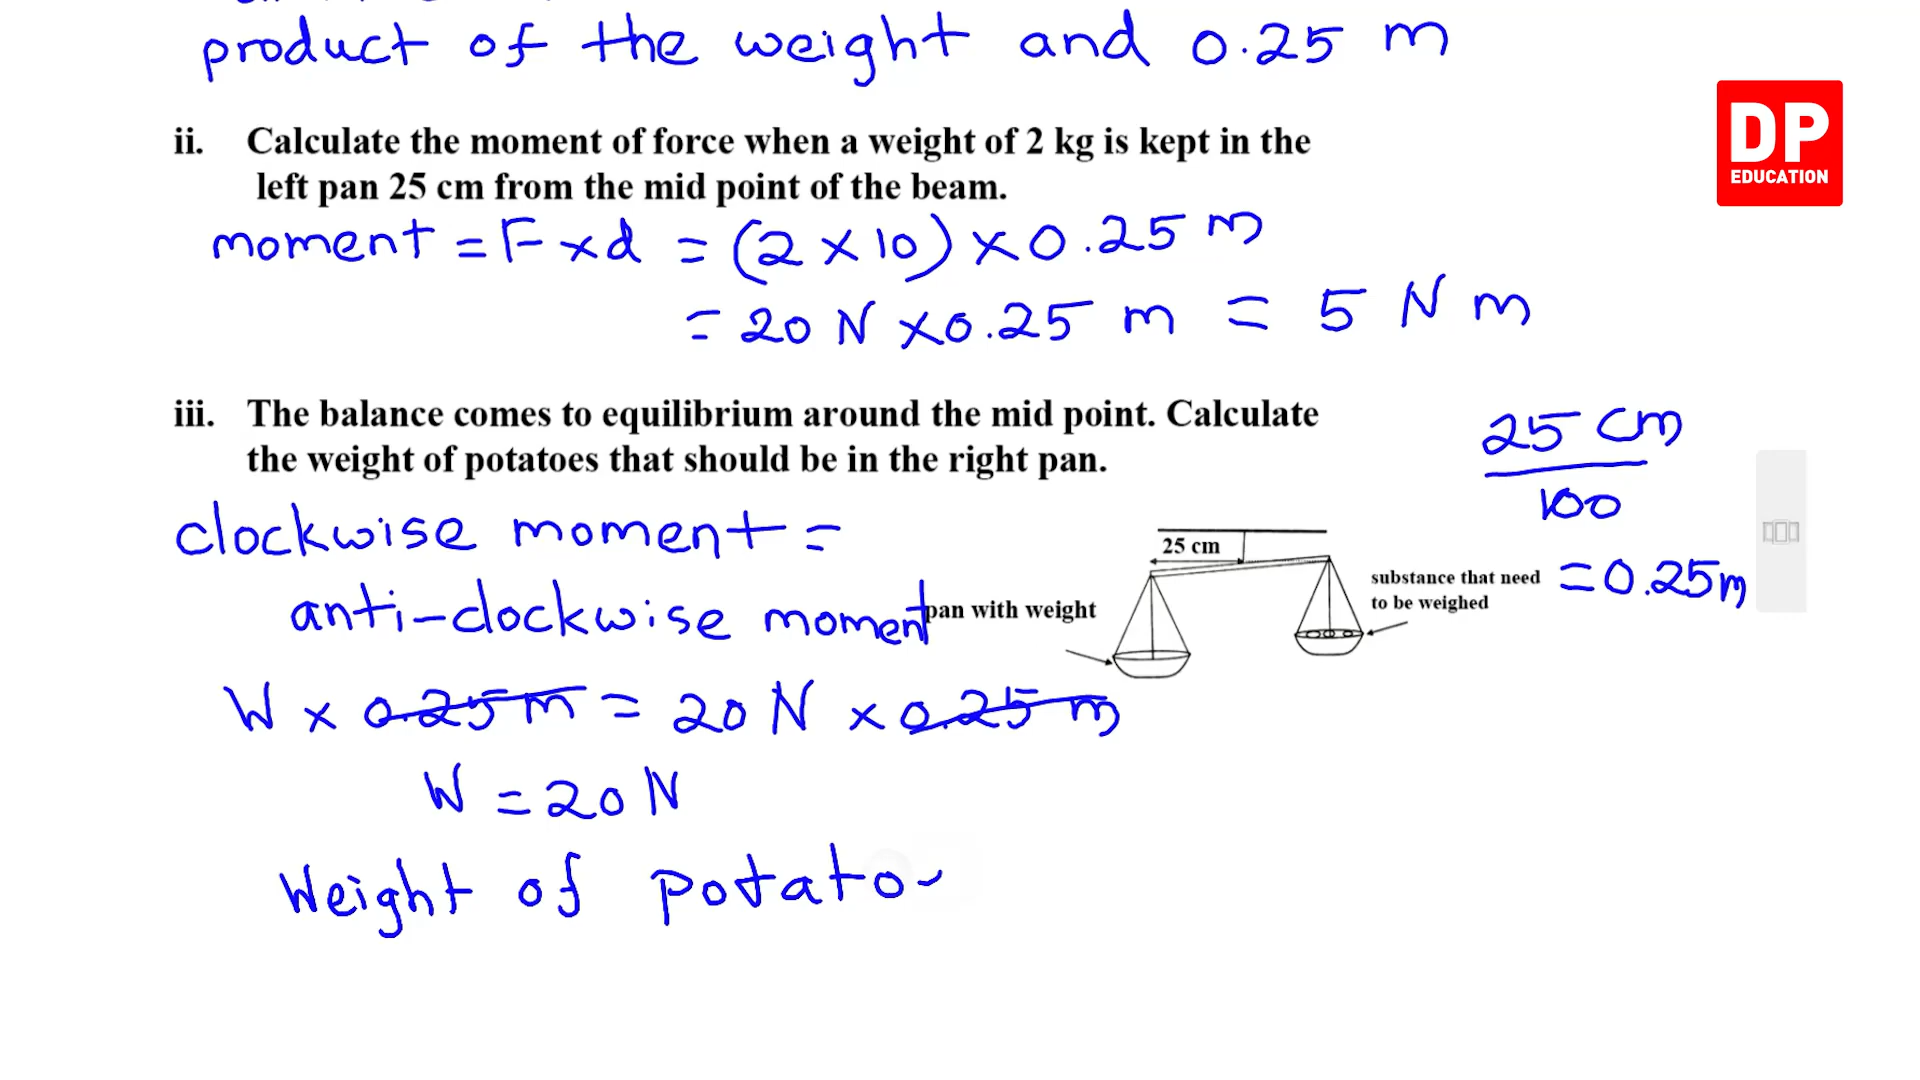 product of the weight and 0.25 m
DP
EDUCATION
ii. Calculate the moment of force when a weight of 2 kg is kept in the
left pan 25 cm from the mid point of the beam.
moment = F x d = (2 x 10) x 0.25 m
= 20 N x 0.25 m = 5 N m
iii. The balance comes to equilibrium around the mid point. Calculate
the weight of potatoes that should be in the right pan.
25 cm
100
= 0.25 m
clockwise moment =
anti-clockwise moment
25 cm
pan with weight
substance that need
to be weighed
W x 0.25 m = 20 N x 0.25 m
W = 20 N
Weight of potato